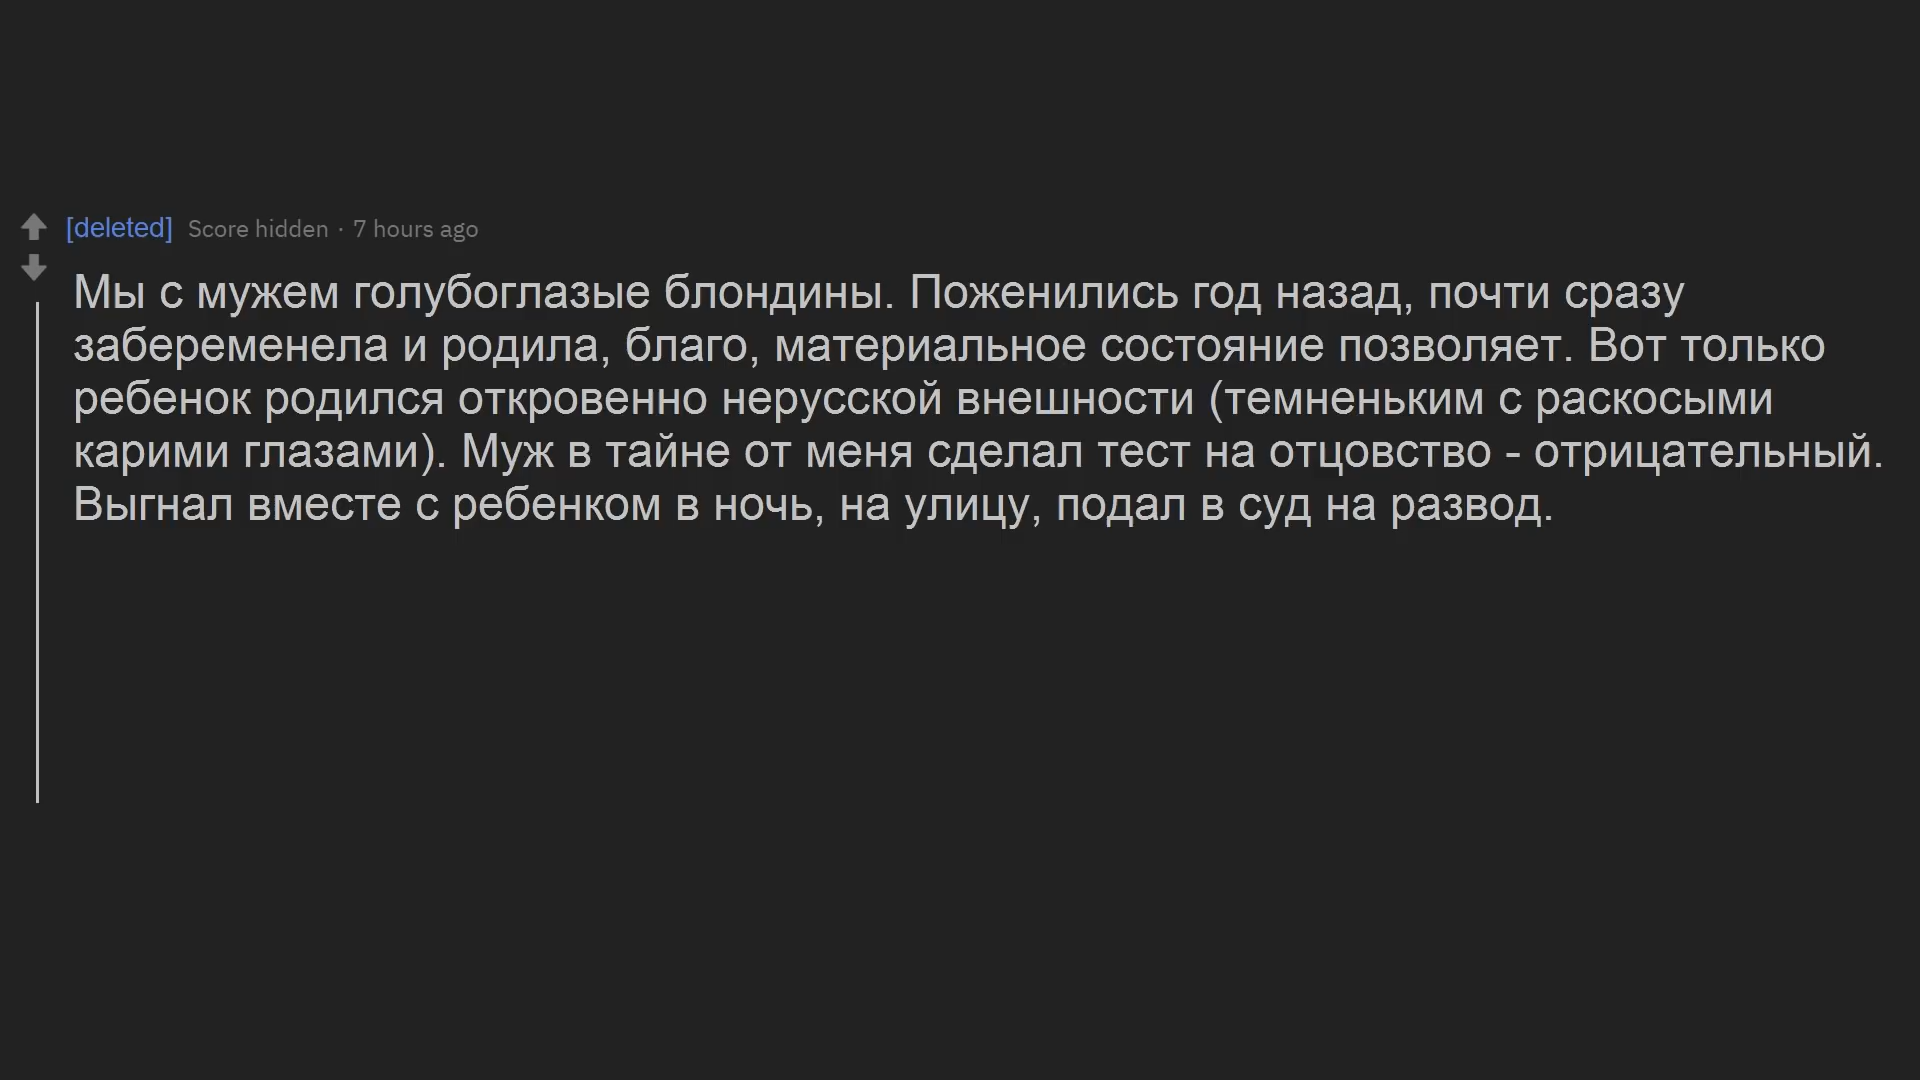 [deleted] Score hidden · 7 hours ago
Мы с мужем голубоглазые блондины. Поженились год назад, почти сразу
забеременела и родила, благо, материальное состояние позволяет. Вот только
ребенок родился откровенно нерусской внешности (темненьким с раскосыми
карими глазами). Муж в тайне от меня сделал тест на отцовство - отрицательный.
Выгнал вместе с ребенком в ночь, на улицу, подал в суд на развод.